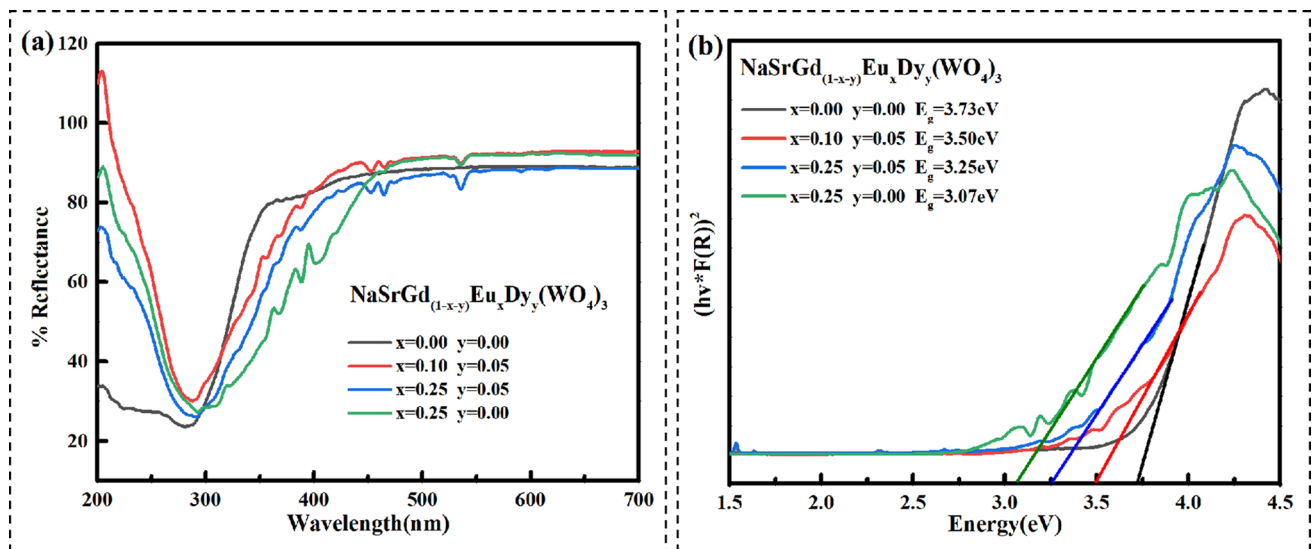 (a)
120
100
80
60
40
20
% Reflectance
NaSrGd(1-x-y)EuxDyy(WO4)3
x=0.00 y=0.00
x=0.10 y=0.05
x=0.25 y=0.05
x=0.25 y=0.00
200 300 400 500 600 700
Wavelength(nm)
(b)
NaSrGd(1-x-y)EuxDyy(WO4)3
x=0.00 y=0.00 Eg=3.73eV
x=0.10 y=0.05 Eg=3.50eV
x=0.25 y=0.05 Eg=3.25eV
x=0.25 y=0.00 Eg=3.07eV
(hν*F(R))²
1.5 2.0 2.5 3.0 3.5 4.0 4.5
Energy(eV)